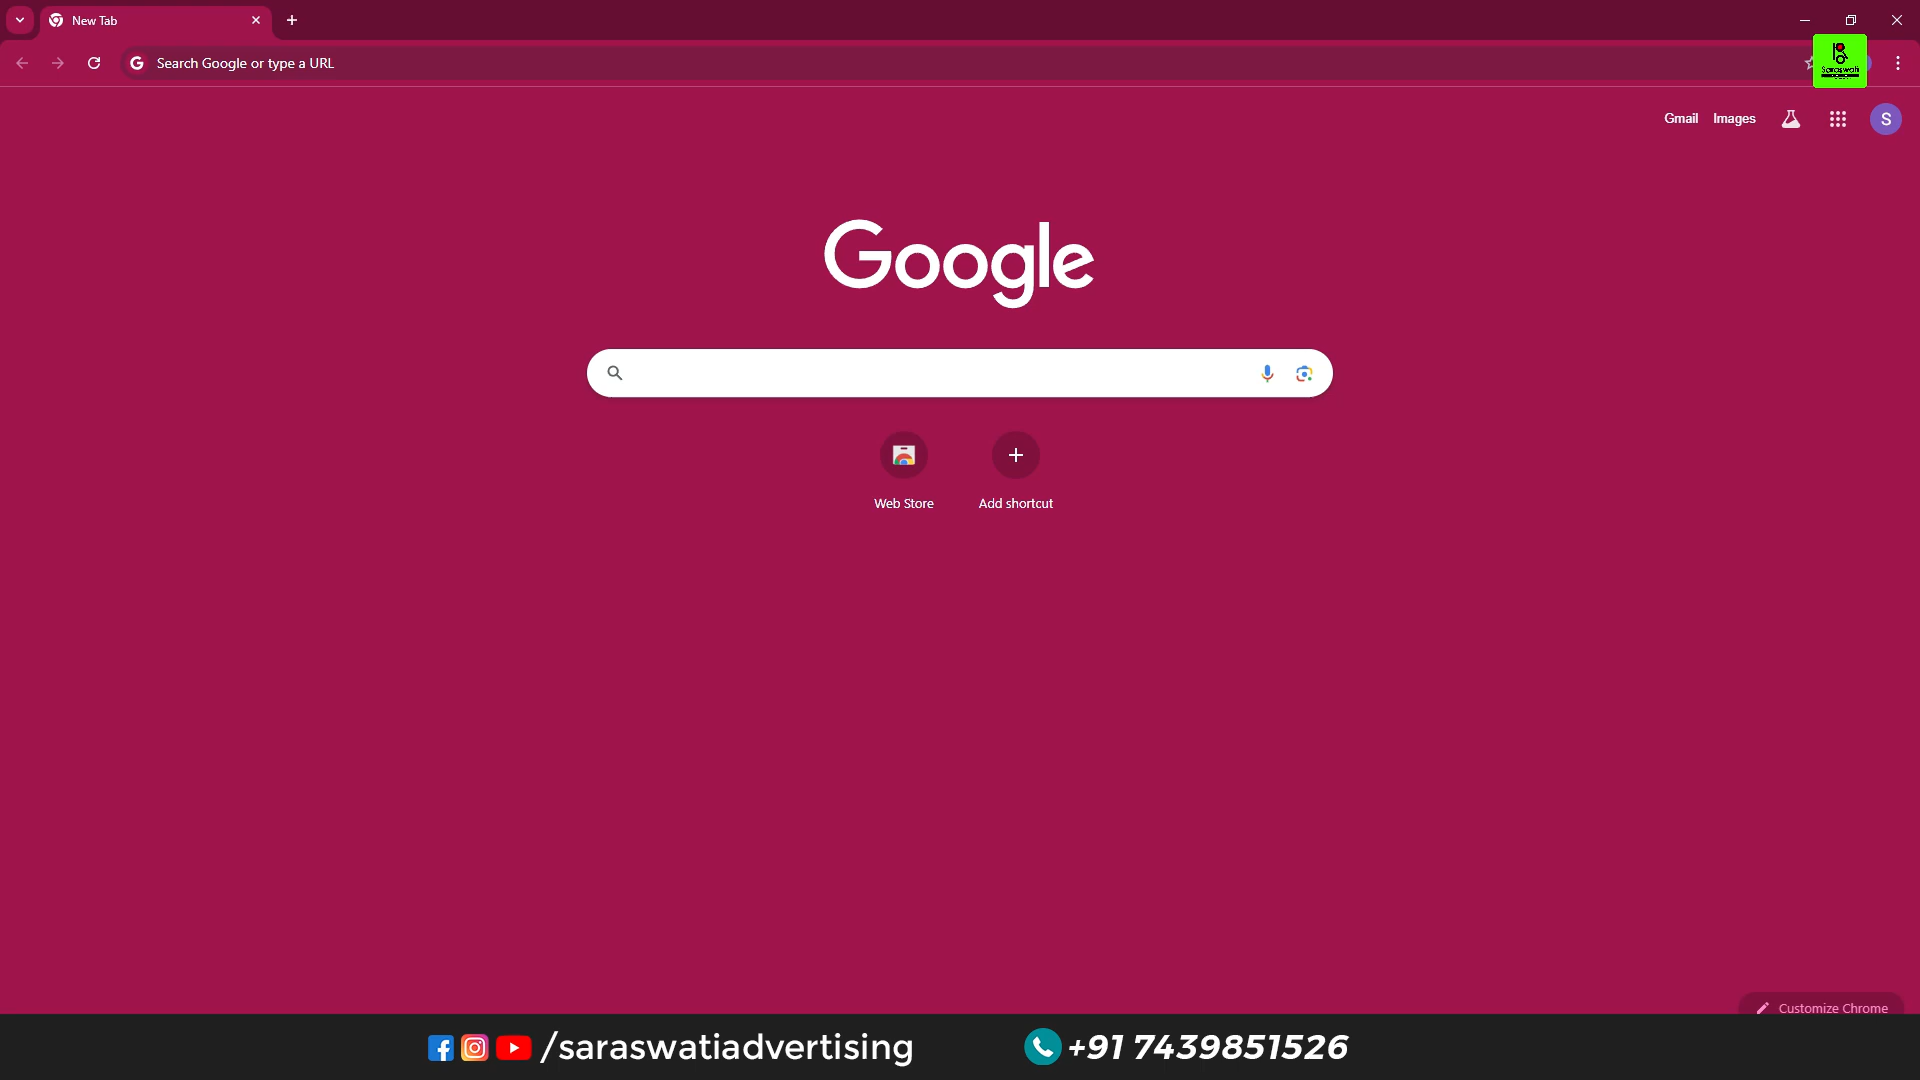 New Tab
Search Google or type a URL
Saraswati
Gmail Images
S
Google
Web Store Add shortcut
Customize Chrome
/saraswatiadvertising +91 7439851526